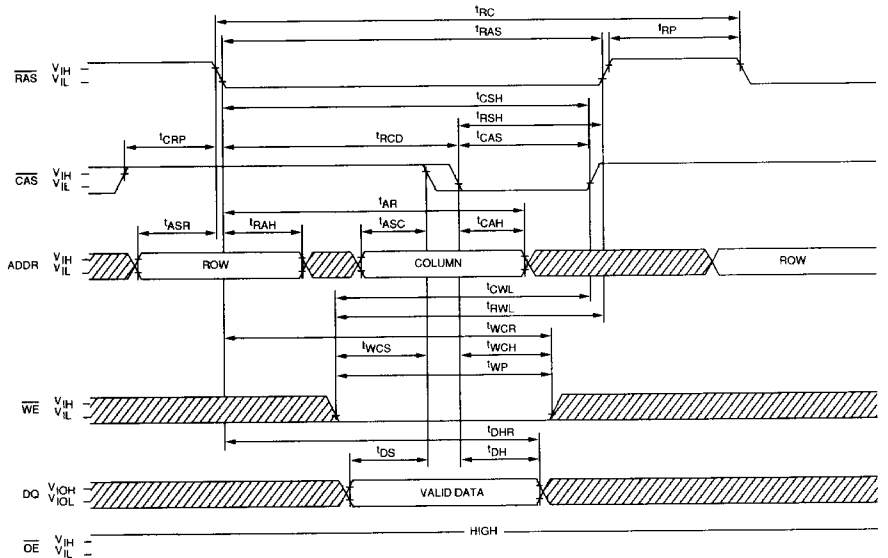 tRC
tRAS
tRP
RAS VIH
VIL
tCSH
tRSH
tCRP
tRCD
tCAS
CAS VIH
VIL
tAR
tASR
tRAH
tASC
tCAH
ADDR VIH
VIL
ROW
COLUMN
ROW
tCWL
tRWL
tWCR
tWCS
tWCH
tWP
WE VIH
VIL
tDHR
tDS
tDH
DQ VIOH
VIOL
VALID DATA
HIGH
OE VIH
VIL